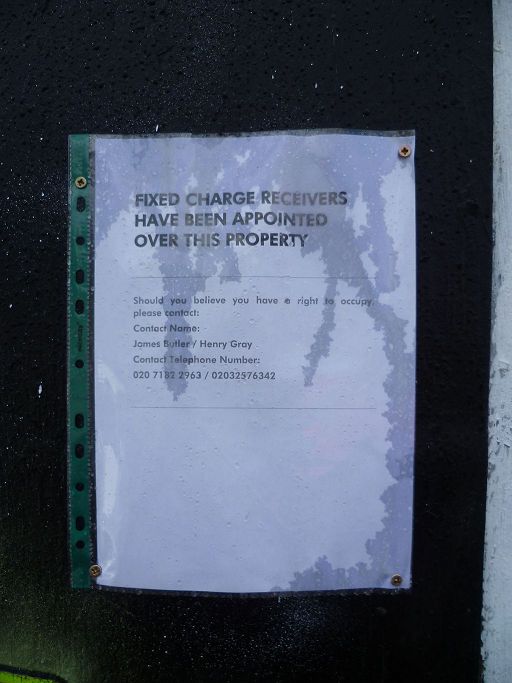 FIXED CHARGE RECEIVERS
HAVE BEEN APPOINTED
OVER THIS PROPERTY
Should you believe you have a right to occupy,
please contact:
Contact Name:
James Butler / Henry Gray
Contact Telephone Number:
020 7182 2963 / 02032576342